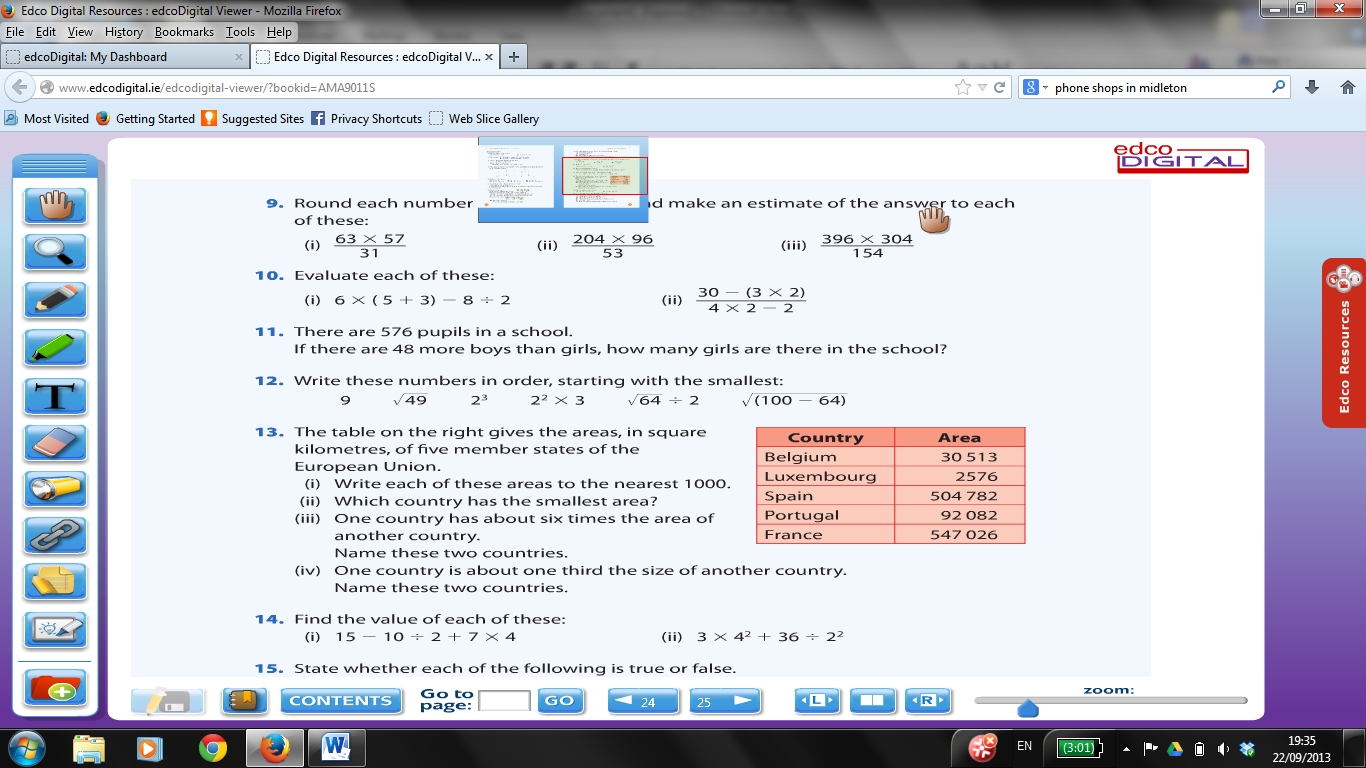 Edco Digital Resources : edcoDigital Viewer - Mozilla Firefox
File Edit View History Bookmarks Tools Help
edcoDigital: My Dashboard
Edco Digital Resources : edcoDigital V...
www.edcodigital.ie/edcodigital-viewer/?bookid=AMA9011S
phone shops in midleton
Most Visited Getting Started Suggested Sites Privacy Shortcuts Web Slice Gallery
edco DIGITAL
9. Round each number nd make an estimate of the answer to each
of these:
(i) 63 × 57 / 31 (ii) 204 × 96 / 53 (iii) 396 × 304 / 154
10. Evaluate each of these:
(i) 6 × ( 5 + 3) − 8 ÷ 2 (ii) 30 − (3 × 2) / 4 × 2 − 2
11. There are 576 pupils in a school.
If there are 48 more boys than girls, how many girls are there in the school?
12. Write these numbers in order, starting with the smallest:
9 √49 2³ 2² × 3 √64 ÷ 2 √(100 − 64)
13. The table on the right gives the areas, in square
kilometres, of five member states of the
European Union.
(i) Write each of these areas to the nearest 1000.
(ii) Which country has the smallest area?
(iii) One country has about six times the area of
another country.
Name these two countries.
(iv) One country is about one third the size of another country.
Name these two countries.
Country Area
Belgium 30 513
Luxembourg 2576
Spain 504 782
Portugal 92 082
France 547 026
14. Find the value of each of these:
(i) 15 − 10 ÷ 2 + 7 × 4 (ii) 3 × 4² + 36 ÷ 2²
15. State whether each of the following is true or false.
Edco Resources
CONTENTS
Go to
page:
GO
24
25
L
R
zoom:
EN
(3:01)
19:35
22/09/2013